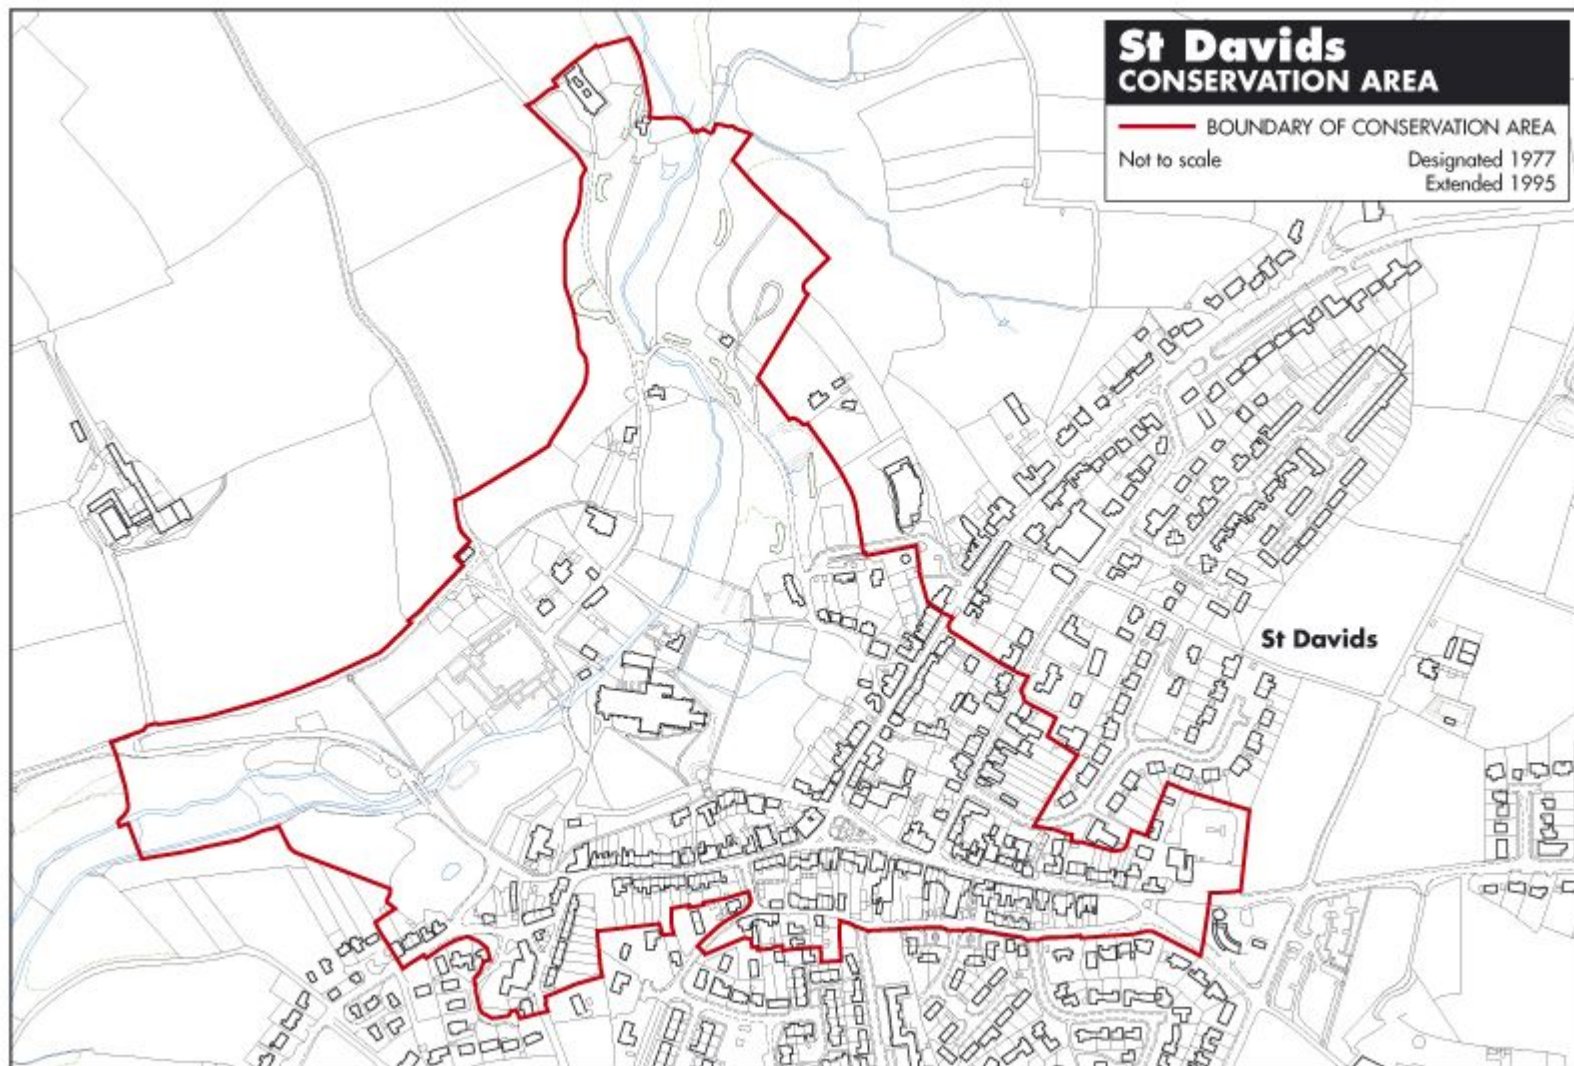 St Davids
CONSERVATION AREA
BOUNDARY OF CONSERVATION AREA
Not to scale
Designated 1977
Extended 1995
St Davids